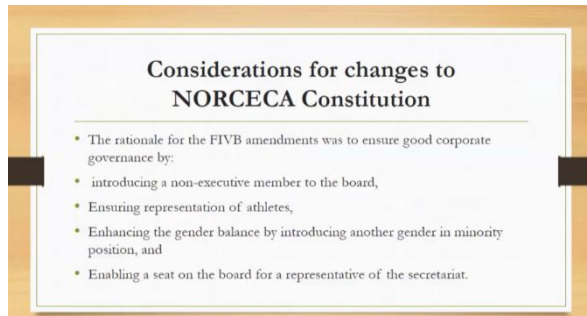 Considerations for changes to
NORCECA Constitution
• The rationale for the FIVB amendments was to ensure good corporate
governance by:
• introducing a non-executive member to the board,
• Ensuring representation of athletes,
• Enhancing the gender balance by introducing another gender in minority
position, and
• Enabling a seat on the board for a representative of the secretariat.